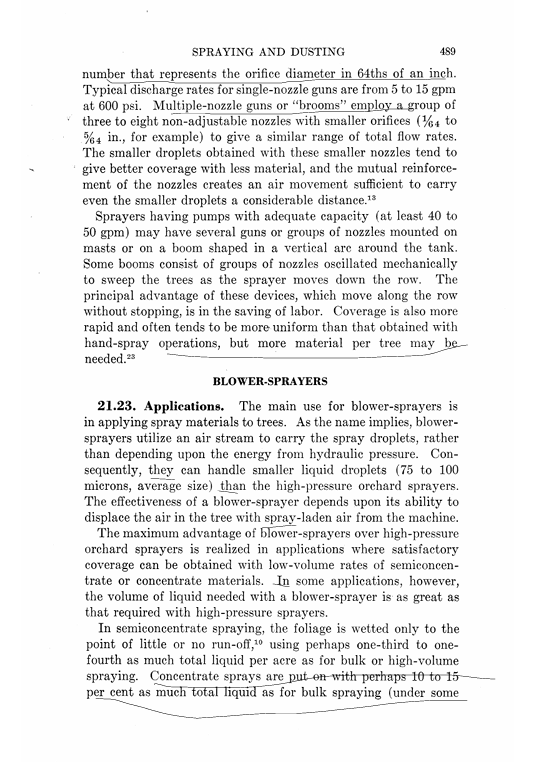 SPRAYING AND DUSTING 489
number that represents the orifice diameter in 64ths of an inch.
Typical discharge rates for single-nozzle guns are from 5 to 15 gpm
at 600 psi. Multiple-nozzle guns or "brooms" employ a group of
three to eight non-adjustable nozzles with smaller orifices (1/64 to
5/64 in., for example) to give a similar range of total flow rates.
The smaller droplets obtained with these smaller nozzles tend to
give better coverage with less material, and the mutual reinforce-
ment of the nozzles creates an air movement sufficient to carry
even the smaller droplets a considerable distance.¹³
Sprayers having pumps with adequate capacity (at least 40 to
50 gpm) may have several guns or groups of nozzles mounted on
masts or on a boom shaped in a vertical arc around the tank.
Some booms consist of groups of nozzles oscillated mechanically
to sweep the trees as the sprayer moves down the row. The
principal advantage of these devices, which move along the row
without stopping, is in the saving of labor. Coverage is also more
rapid and often tends to be more uniform than that obtained with
hand-spray operations, but more material per tree may be
needed.²³
BLOWER-SPRAYERS
21.23. Applications. The main use for blower-sprayers is
in applying spray materials to trees. As the name implies, blower-
sprayers utilize an air stream to carry the spray droplets, rather
than depending upon the energy from hydraulic pressure. Con-
sequently, they can handle smaller liquid droplets (75 to 100
microns, average size) than the high-pressure orchard sprayers.
The effectiveness of a blower-sprayer depends upon its ability to
displace the air in the tree with spray-laden air from the machine.
The maximum advantage of blower-sprayers over high-pressure
orchard sprayers is realized in applications where satisfactory
coverage can be obtained with low-volume rates of semiconcen-
trate or concentrate materials. In some applications, however,
the volume of liquid needed with a blower-sprayer is as great as
that required with high-pressure sprayers.
In semiconcentrate spraying, the foliage is wetted only to the
point of little or no run-off,¹⁰ using perhaps one-third to one-
fourth as much total liquid per acre as for bulk or high-volume
spraying. Concentrate sprays are put on with perhaps 10 to 15
per cent as much total liquid as for bulk spraying (under some